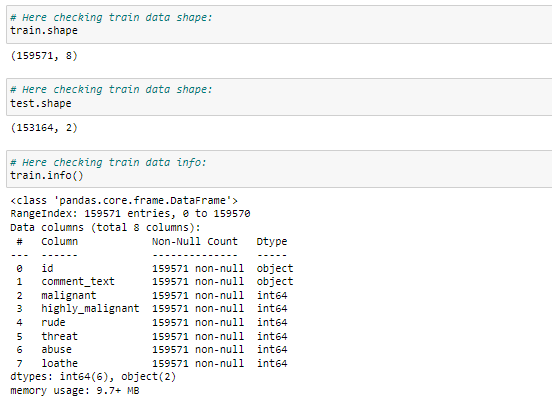 # Here checking train data shape:
train.shape
(159571, 8)
# Here checking train data shape:
test.shape
(153164, 2)
# Here checking train data info:
train.info()
<class 'pandas.core.frame.DataFrame'>
RangeIndex: 159571 entries, 0 to 159570
Data columns (total 8 columns):
 #   Column            Non-Null Count   Dtype
---  ------            --------------   -----
 0   id                159571 non-null  object
 1   comment_text      159571 non-null  object
 2   malignant         159571 non-null  int64
 3   highly_malignant  159571 non-null  int64
 4   rude              159571 non-null  int64
 5   threat            159571 non-null  int64
 6   abuse             159571 non-null  int64
 7   loathe            159571 non-null  int64
dtypes: int64(6), object(2)
memory usage: 9.7+ MB